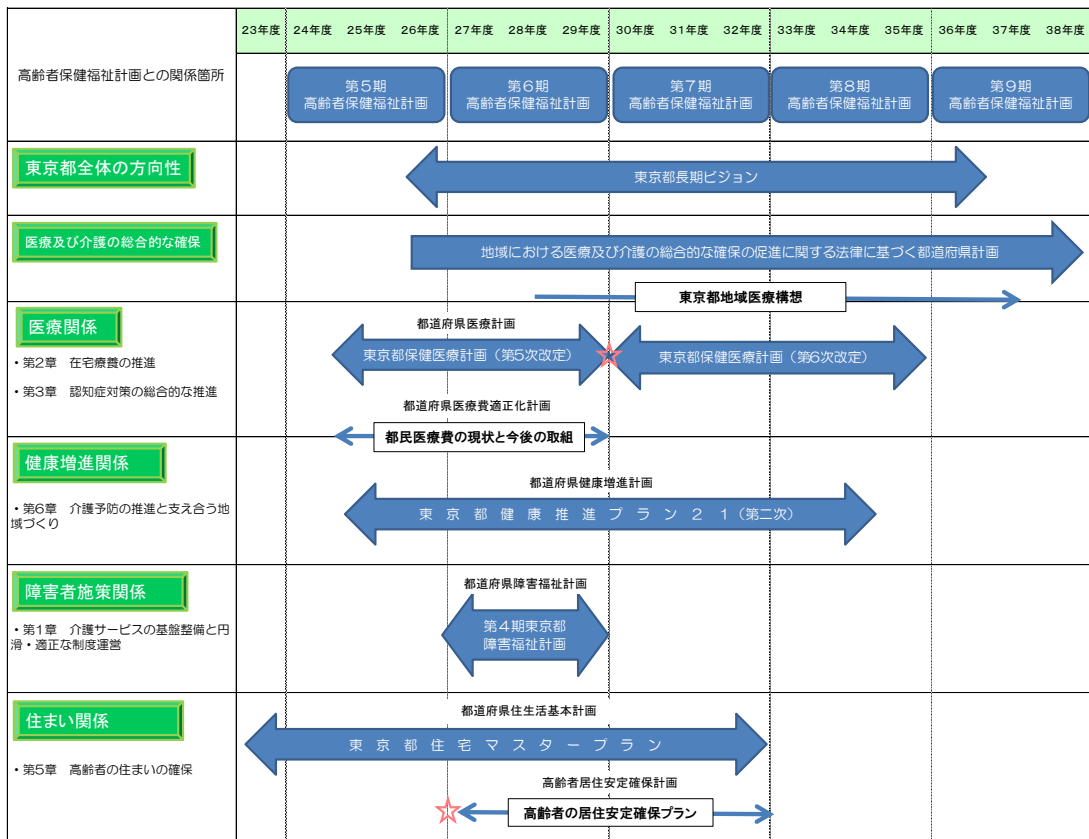 高齢者保健福祉計画との関係箇所
23年度 24年度 25年度 26年度 27年度 28年度 29年度 30年度 31年度 32年度 33年度 34年度 35年度 36年度 37年度 38年度
第5期
高齢者保健福祉計画
第6期
高齢者保健福祉計画
第7期
高齢者保健福祉計画
第8期
高齢者保健福祉計画
第9期
高齢者保健福祉計画
東京都全体の方向性
東京都長期ビジョン
医療及び介護の総合的な確保
地域における医療及び介護の総合的な確保の促進に関する法律に基づく都道府県計画
東京都地域医療構想
医療関係
・第2章 在宅療養の推進
・第3章 認知症対策の総合的な推進
都道府県医療計画
東京都保健医療計画（第5次改定）
東京都保健医療計画（第6次改定）
都道府県医療費適正化計画
都民医療費の現状と今後の取組
健康増進関係
・第6章 介護予防の推進と支え合う地
域づくり
都道府県健康増進計画
東京都健康推進プラン21（第二次）
障害者施策関係
・第1章 介護サービスの基盤整備と円
滑・適正な制度運営
都道府県障害福祉計画
第4期東京都
障害福祉計画
住まい関係
・第5章 高齢者の住まいの確保
都道府県住生活基本計画
東京都住宅マスタープラン
高齢者居住安定確保計画
高齢者の居住安定確保プラン